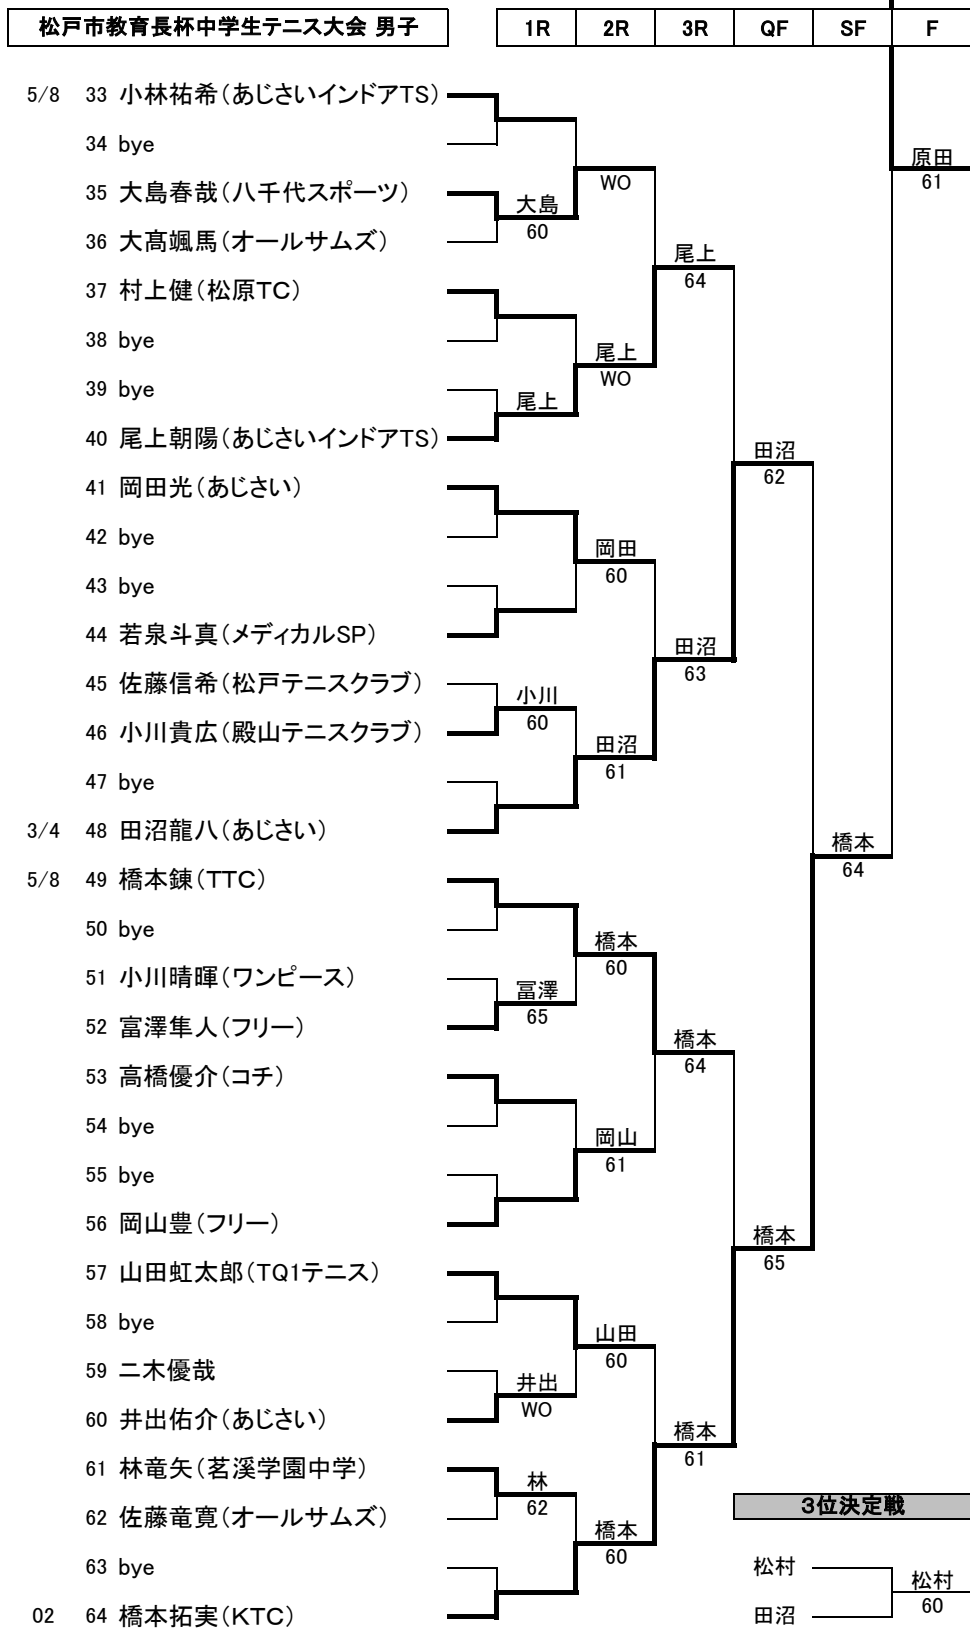 松戸市教育長杯中学生テニス大会 男子 1R 2R 3R QF SF F
5/8 33 小林祐希(あじさいインドアTS)
34 bye
原田
61
35 大島春哉(八千代スポーツ)
WO
大島
60
36 大髙颯馬(オールサムズ)
尾上
64
37 村上健(松原TC)
38 bye
尾上
WO
39 bye
尾上
40 尾上朝陽(あじさいインドアTS)
田沼
62
41 岡田光(あじさい)
42 bye
岡田
60
43 bye
44 若泉斗真(メディカルSP)
田沼
63
45 佐藤信希(松戸テニスクラブ)
小川
60
46 小川貴広(殿山テニスクラブ)
田沼
61
47 bye
3/4 48 田沼龍八(あじさい)
橋本
64
5/8 49 橋本錬(TTC)
50 bye
橋本
60
51 小川晴暉(ワンピース)
冨澤
65
52 富澤隼人(フリー)
橋本
64
53 高橋優介(コチ)
54 bye
岡山
61
55 bye
56 岡山豊(フリー)
橋本
65
57 山田虹太郎(TQ1テニス)
58 bye
山田
60
59 二木優哉
井出
WO
60 井出佑介(あじさい)
橋本
61
61 林竜矢(茗溪学園中学)
林
62
62 佐藤竜寛(オールサムズ)
橋本
60
63 bye
02 64 橋本拓実(KTC)
3位決定戦
松村
松村
60
田沼